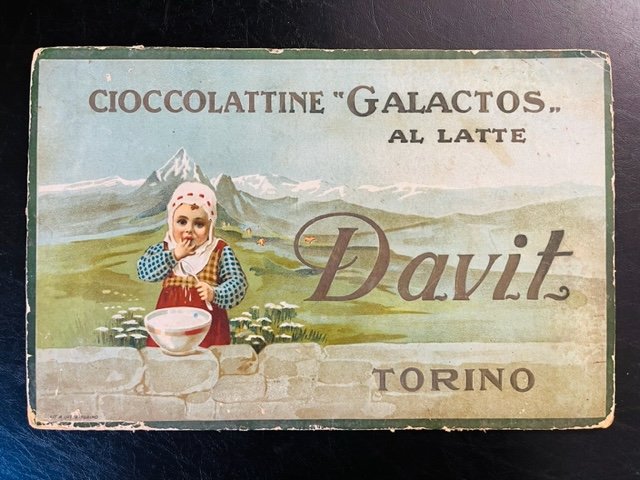 CIOCCOLATTINE "GALACTOS„
AL LATTE
Davit
TORINO